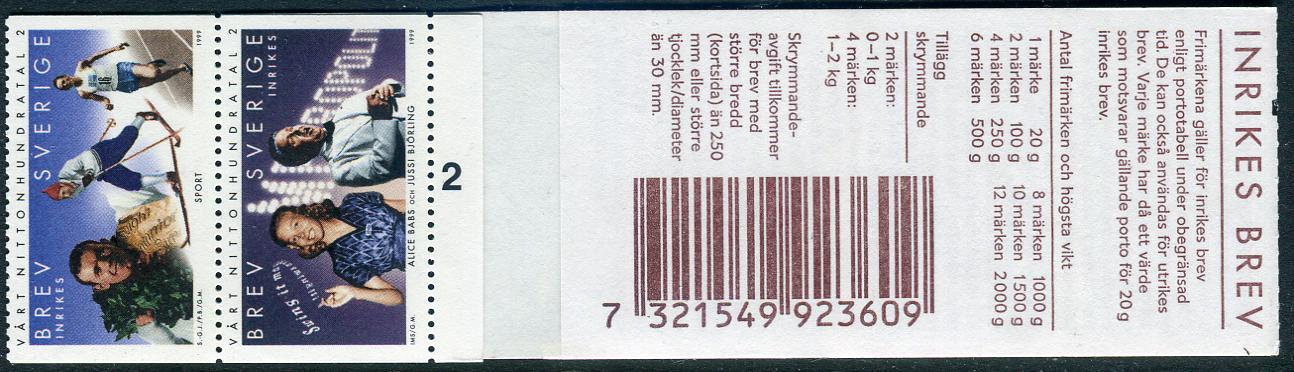 VÅRT NITTONHUNDRATAL 2
1999
BREV SVERIGE
INRIKES
SPORT
S.-G.J./P.B./G.M.
VÅRT NITTONHUNDRATAL 2
1999
BREV SVERIGE
INRIKES
Swing it
ALICE BABS OCH JUSSI BJÖRLING
IMS/G.M.
2
INRIKES BREV
Frimärkena gäller för inrikes brev
enligt portotabell under obegränsad
tid. De kan också användas för utrikes
brev. Varje märke har då ett värde
som motsvarar gällande porto för 20 g
inrikes brev.
Antal frimärken och högsta vikt
1 märke 20 g 8 märken 1000 g
2 märken 100 g 10 märken 1500 g
4 märken 250 g 12 märken 2000 g
6 märken 500 g
Tillägg
skrymmande
2 märken:
0–1 kg
4 märken:
1–2 kg
Skrymmande-
avgift tillkommer
för brev med
större bredd
(kortsida) än 250
mm eller större
tjocklek/diameter
än 30 mm.
7 321549 923609